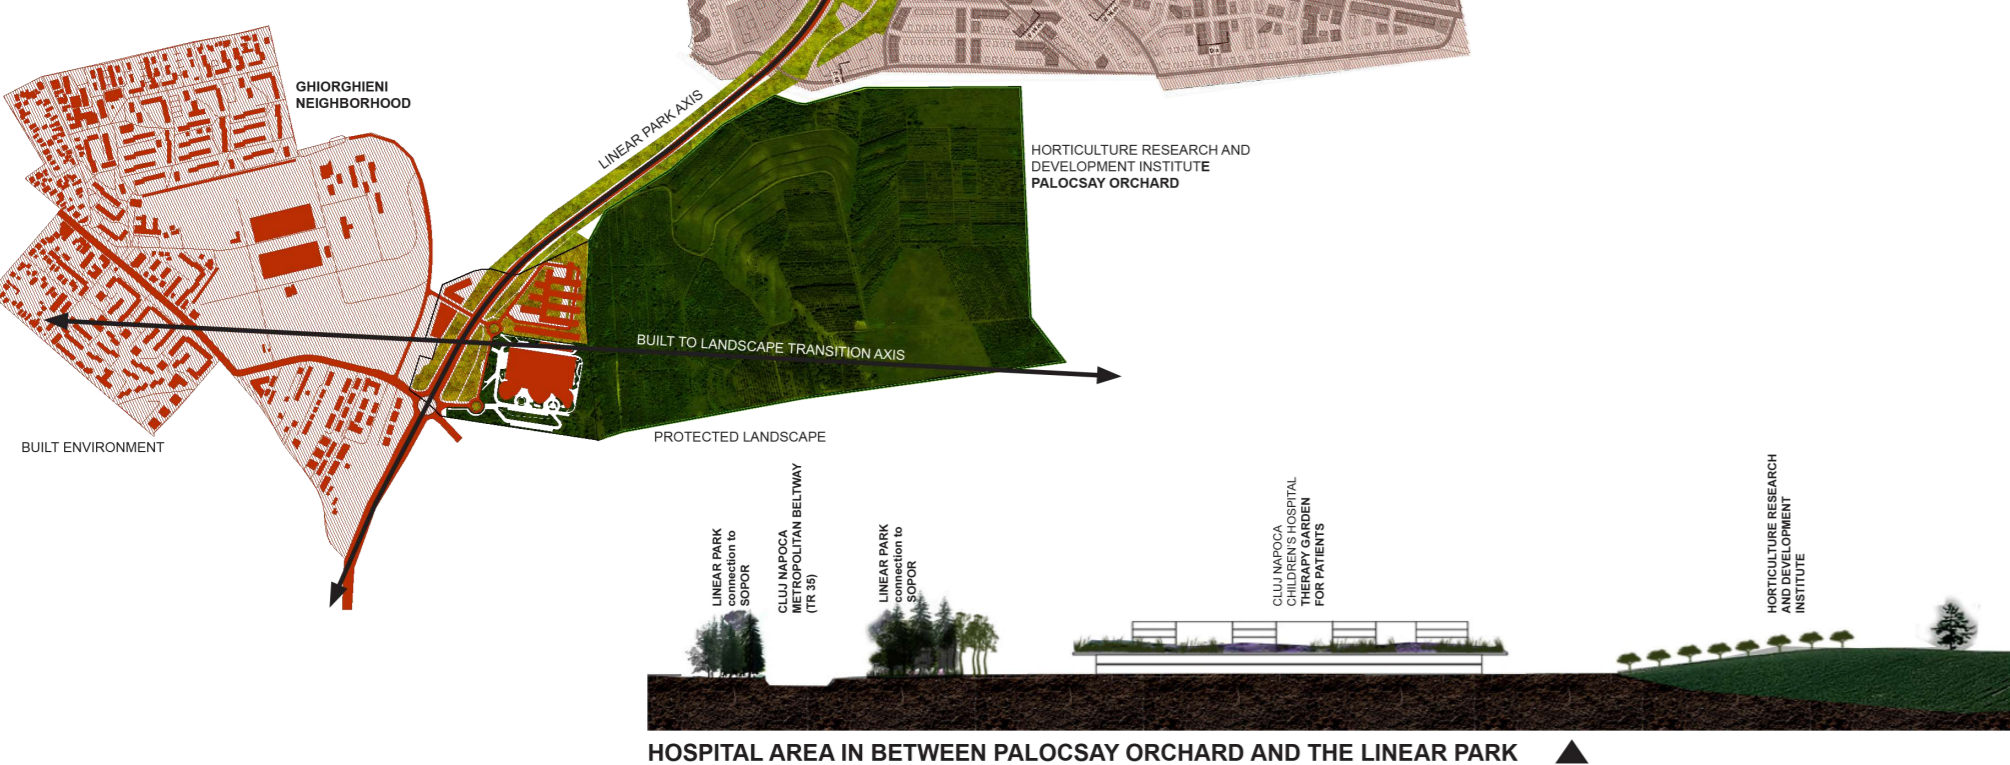 GHIORGHIENI
NEIGHBORHOOD
LINEAR PARK AXIS
HORTICULTURE RESEARCH AND
DEVELOPMENT INSTITUTE
PALOCSAY ORCHARD
BUILT TO LANDSCAPE TRANSITION AXIS
BUILT ENVIRONMENT
PROTECTED LANDSCAPE
LINEAR PARK
connection to
SOPOR
CLUJ NAPOCA
METROPOLITAN BELTWAY
(TR 35)
LINEAR PARK
connection to
SOPOR
CLUJ NAPOCA
CHILDREN'S HOSPITAL
THERAPY GARDEN
FOR PATIENTS
HORTICULTURE RESEARCH
AND DEVELOPMENT
INSTITUTE
HOSPITAL AREA IN BETWEEN PALOCSAY ORCHARD AND THE LINEAR PARK